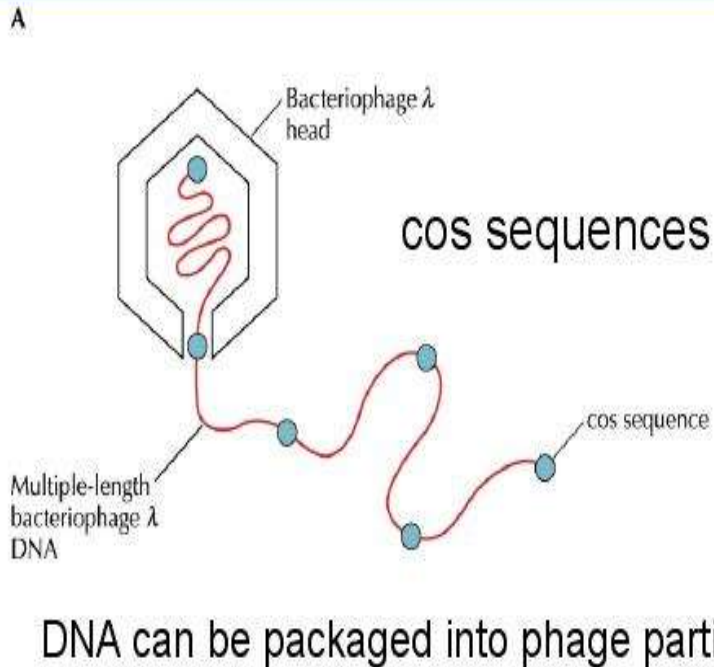 A
Bacteriophage λ
head
cos sequences
cos sequence
Multiple-length
bacteriophage λ
DNA
DNA can be packaged into phage part